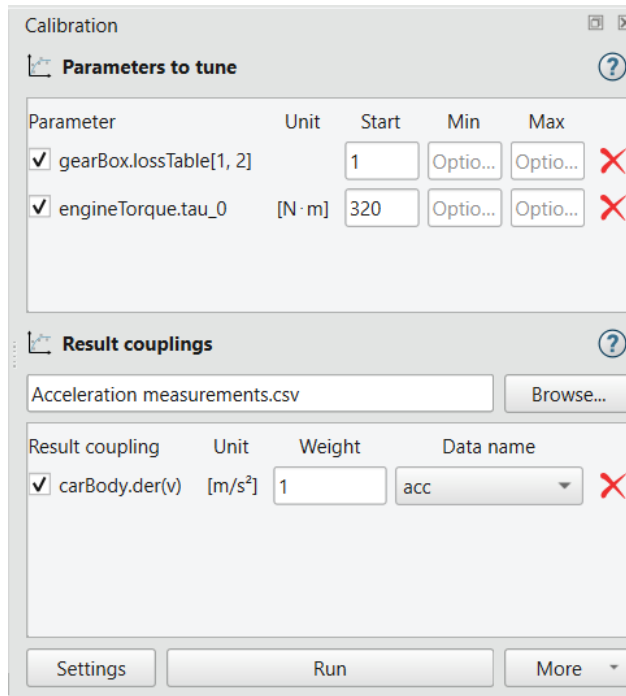 Calibration
Parameters to tune
Parameter Unit Start Min Max
gearBox.lossTable[1, 2] 1 Optio... Optio...
engineTorque.tau_0 [N·m] 320 Optio... Optio...
Result couplings
Acceleration measurements.csv Browse...
Result coupling Unit Weight Data name
carBody.der(v) [m/s²] 1 acc
Settings Run More